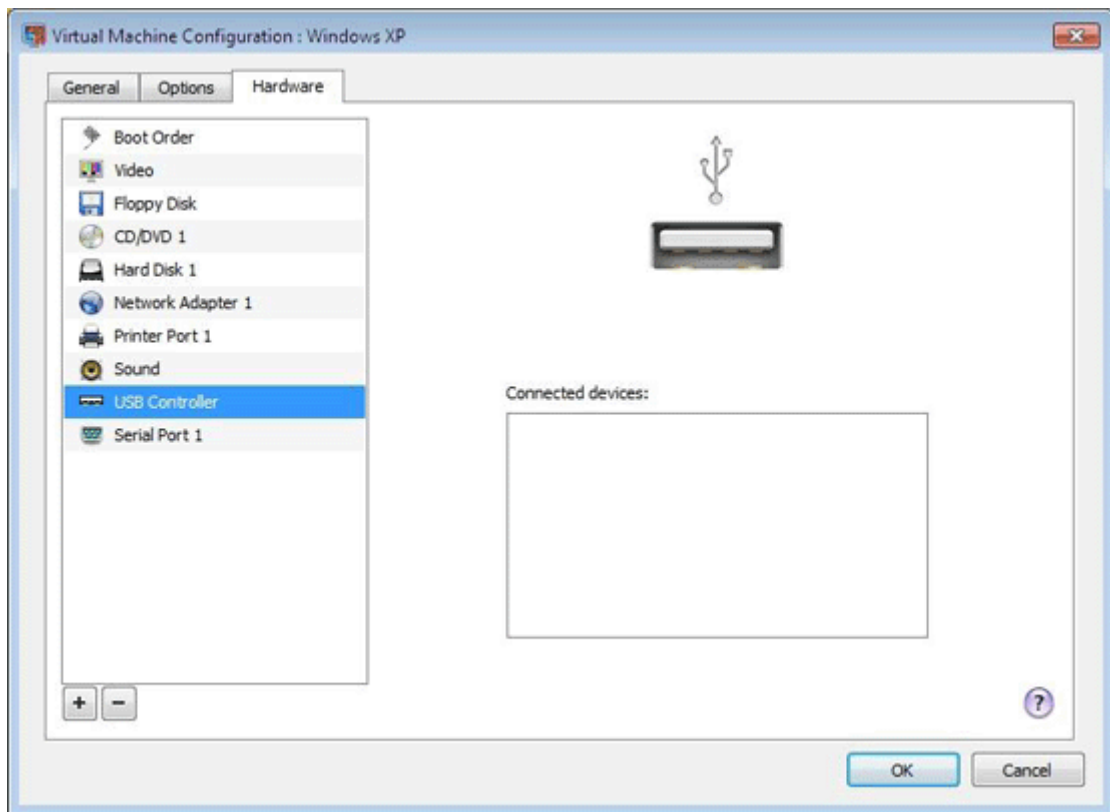 Virtual Machine Configuration : Windows XP
General Options Hardware
Boot Order
Video
Floppy Disk
CD/DVD 1
Hard Disk 1
Network Adapter 1
Printer Port 1
Sound
USB Controller
Serial Port 1
Connected devices:
+ −
?
OK Cancel